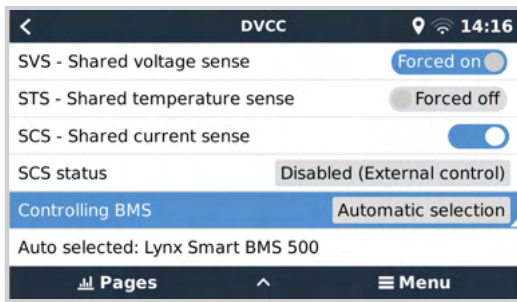 DVCC 14:16
SVS - Shared voltage sense Forced on
STS - Shared temperature sense Forced off
SCS - Shared current sense
SCS status Disabled (External control)
Controlling BMS Automatic selection
Auto selected: Lynx Smart BMS 500
Pages Menu